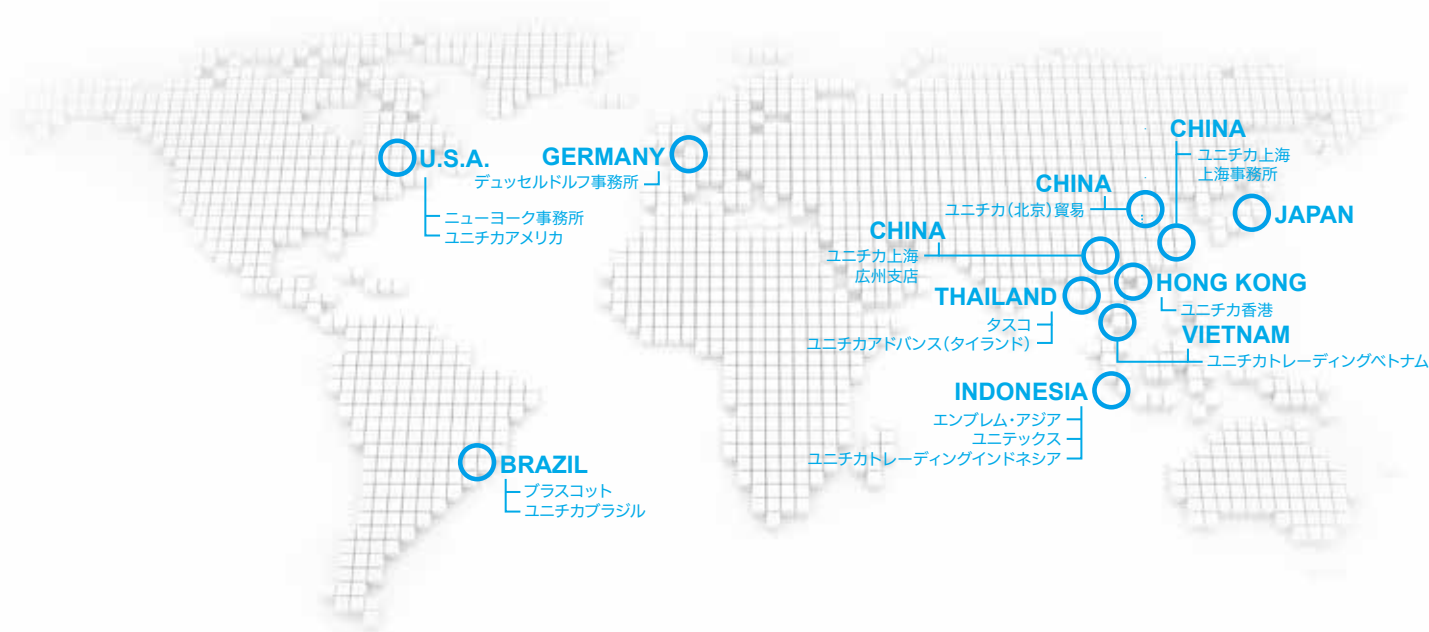 U.S.A.
ニューヨーク事務所
ユニチカアメリカ
GERMANY
デュッセルドルフ事務所
CHINA
ユニチカ上海
上海事務所
CHINA
ユニチカ(北京)貿易
JAPAN
CHINA
ユニチカ上海
広州支店
HONG KONG
ユニチカ香港
THAILAND
タスコ
ユニチカアドバンス(タイランド)
VIETNAM
ユニチカトレーディングベトナム
INDONESIA
エンブレム・アジア
ユニテックス
ユニチカトレーディングインドネシア
BRAZIL
ブラスコット
ユニチカブラジル